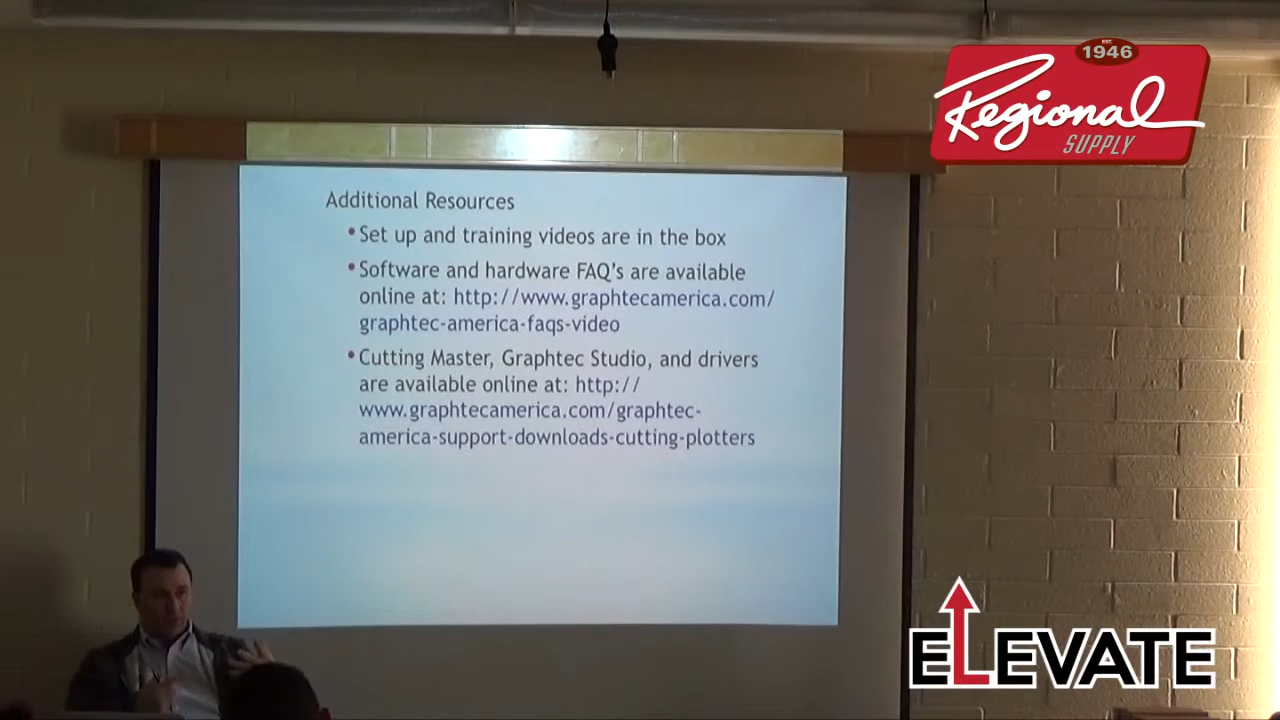 EST.
1946
Regional
SUPPLY
Additional Resources
•Set up and training videos are in the box
•Software and hardware FAQ's are available
online at: http://www.graphtecamerica.com/
graphtec-america-faqs-video
•Cutting Master, Graphtec Studio, and drivers
are available online at: http://
www.graphtecamerica.com/graphtec-
america-support-downloads-cutting-plotters
ELEVATE